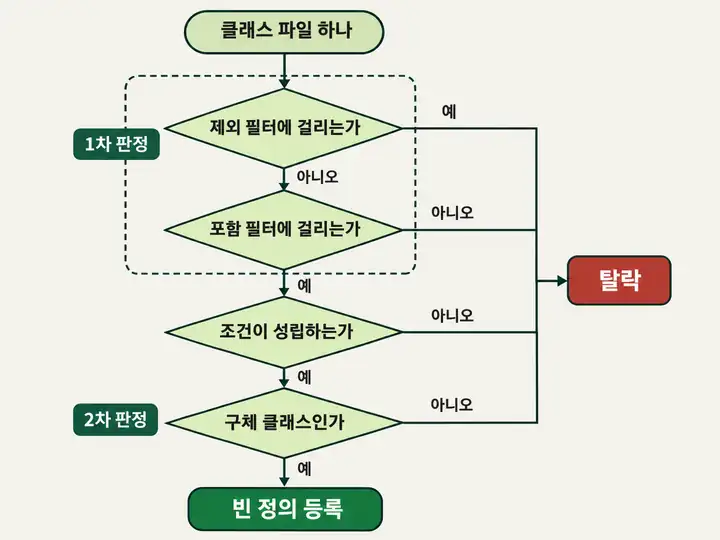 클래스 파일 하나
제외 필터에 걸리는가
예
1차 판정
아니오
포함 필터에 걸리는가
아니오
예
탈락
조건이 성립하는가
아니오
예
2차 판정
구체 클래스인가
아니오
예
빈 정의 등록